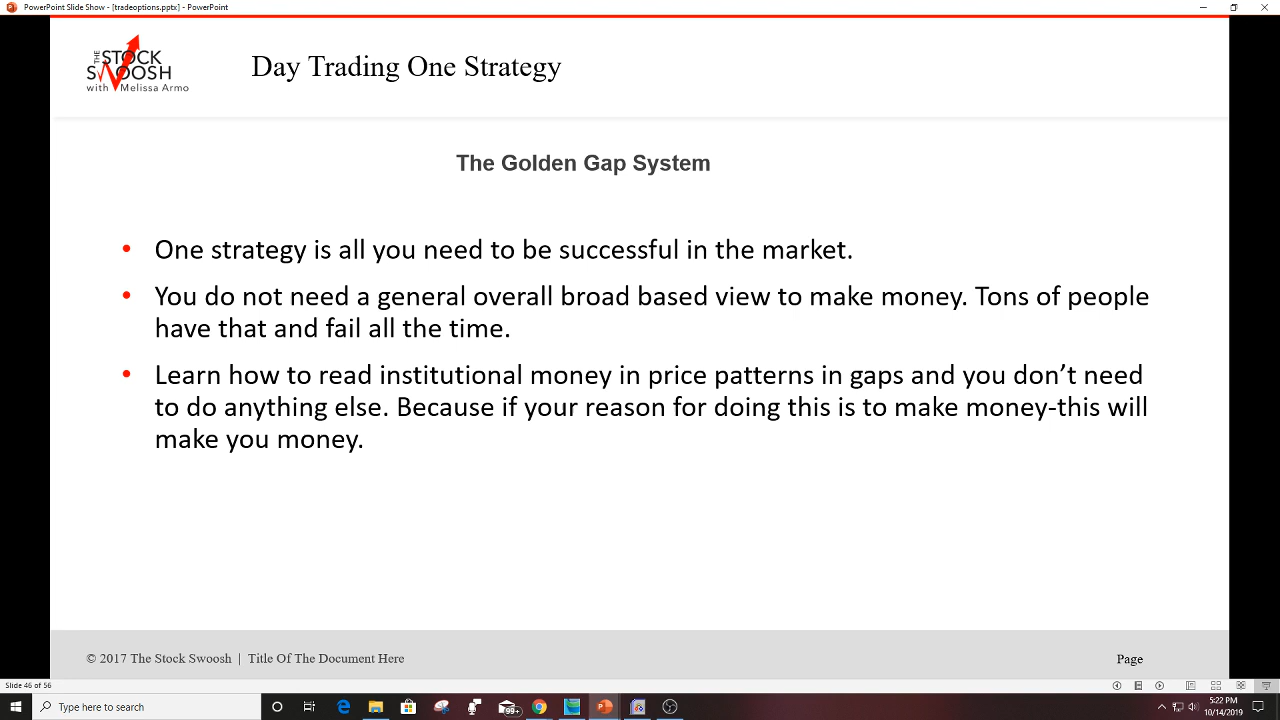 PowerPoint Slide Show - [tradeoptions.pptx] - PowerPoint
THE
STOCK
SWOOSH
with Melissa Armo
Day Trading One Strategy
The Golden Gap System
• One strategy is all you need to be successful in the market.
• You do not need a general overall broad based view to make money. Tons of people
have that and fail all the time.
• Learn how to read institutional money in price patterns in gaps and you don’t need
to do anything else. Because if your reason for doing this is to make money-this will
make you money.
© 2017 The Stock Swoosh | Title Of The Document Here
Page
Slide 46 of 56
Type here to search
99+
5:22 PM
10/14/2019